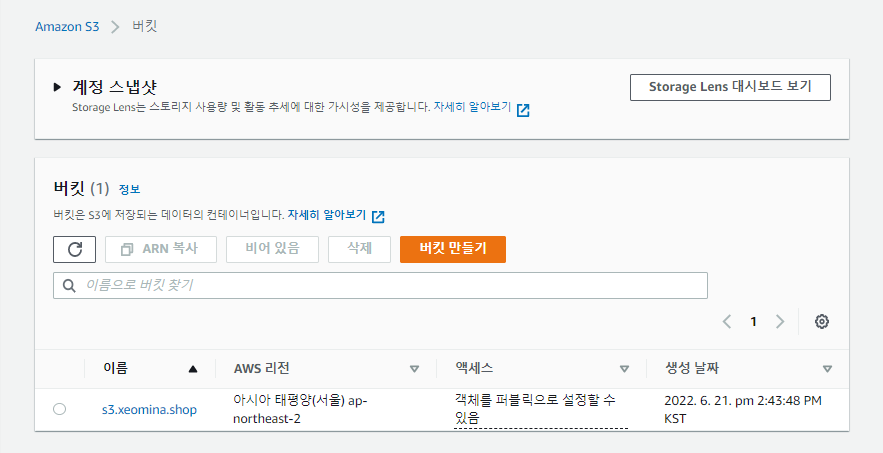 Amazon S3 > 버킷
계정 스냅샷
Storage Lens 대시보드 보기
Storage Lens는 스토리지 사용량 및 활동 추세에 대한 가시성을 제공합니다. 자세히 알아보기
버킷 (1) 정보
버킷은 S3에 저장되는 데이터의 컨테이너입니다. 자세히 알아보기
ARN 복사 비어 있음 삭제 버킷 만들기
이름으로 버킷 찾기
1
이름 AWS 리전 액세스 생성 날짜
s3.xeomina.shop 아시아 태평양(서울) ap-northeast-2 객체를 퍼블릭으로 설정할 수 있음 2022. 6. 21. pm 2:43:48 PM KST